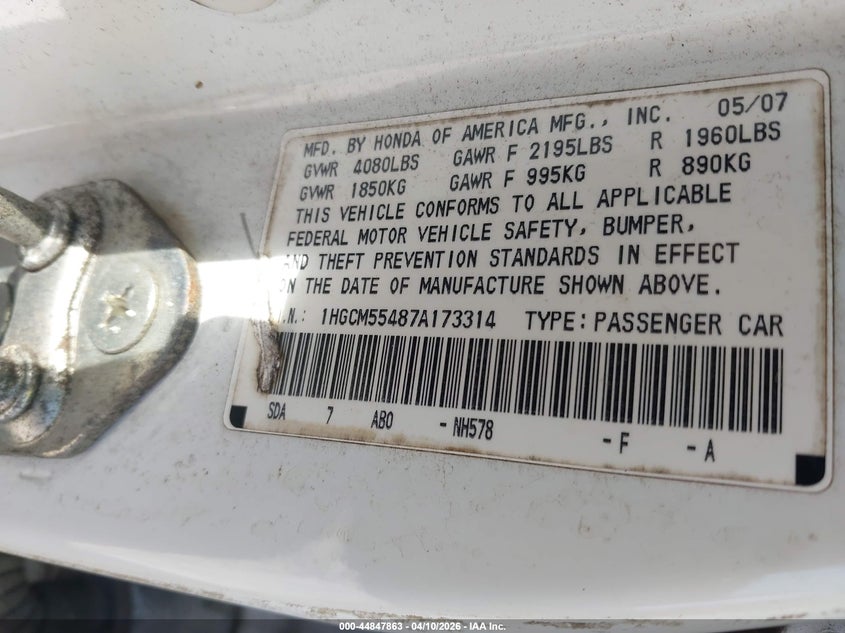 MFD. BY HONDA OF AMERICA MFG., INC. 05/07
GVWR 4080LBS GAWR F 2195LBS R 1960LBS
GVWR 1850KG GAWR F 995KG R 890KG
THIS VEHICLE CONFORMS TO ALL APPLICABLE
FEDERAL MOTOR VEHICLE SAFETY, BUMPER,
AND THEFT PREVENTION STANDARDS IN EFFECT
ON THE DATE OF MANUFACTURE SHOWN ABOVE.
.N.: 1HGCM55487A173314 TYPE: PASSENGER CAR
SDA 7 ABO -NH578 -F -A
000-44847863 - 04/10/2026 - IAA Inc.